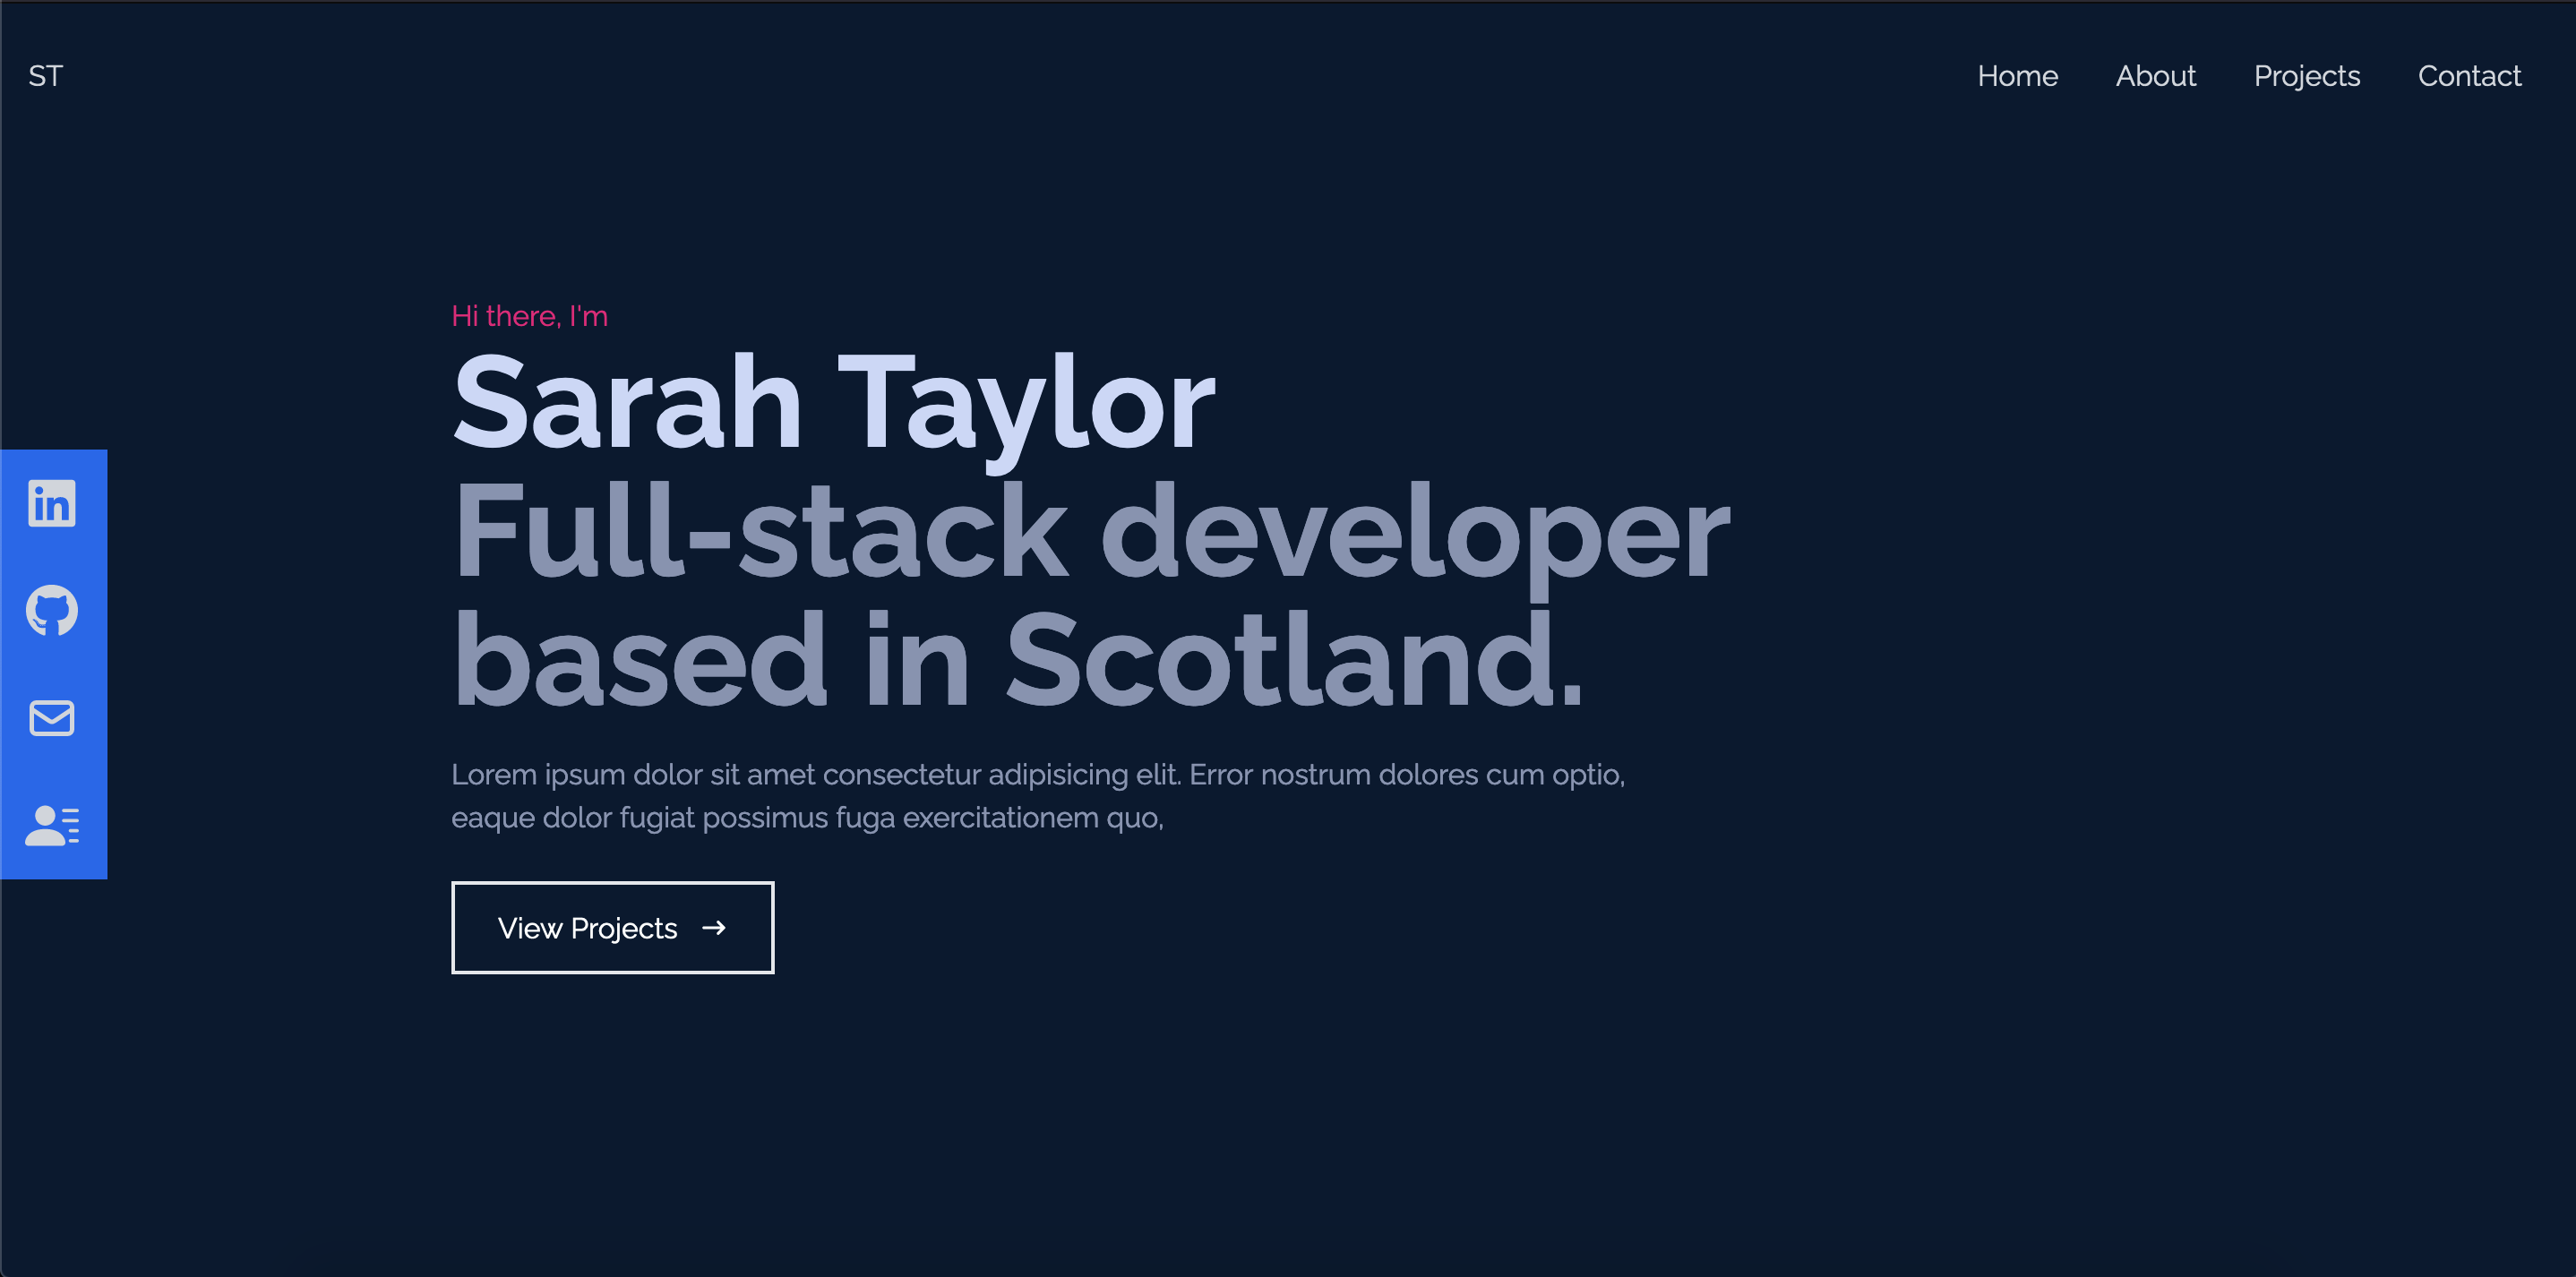 ST
Home About Projects Contact
Hi there, I'm
Sarah Taylor
Full-stack developer
based in Scotland.
in
Lorem ipsum dolor sit amet consectetur adipisicing elit. Error nostrum dolores cum optio,
eaque dolor fugiat possimus fuga exercitationem quo,
View Projects →